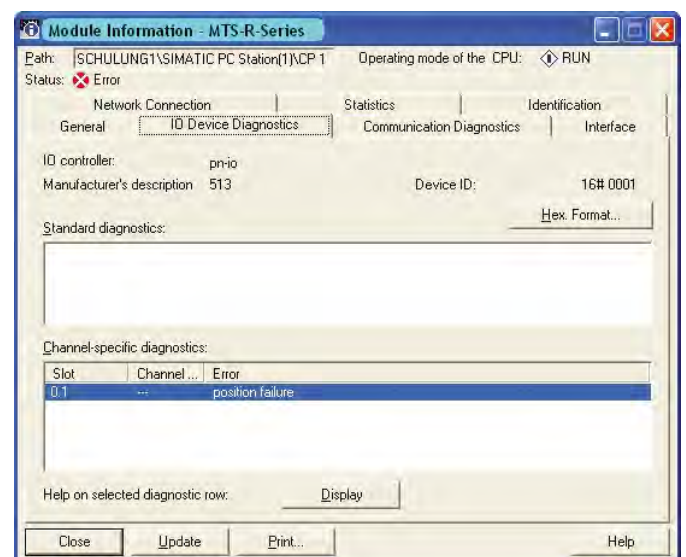 Module Information - MTS-R-Series
Path: SCHULUNG1\SIMATIC PC Station(1)\CP 1 Operating mode of the CPU: RUN
Status: Error
Network Connection Statistics Identification
General IO Device Diagnostics Communication Diagnostics Interface
IO controller: pn-io
Manufacturer's description 513 Device ID: 16# 0001
Hex. Format...
Standard diagnostics:
Channel-specific diagnostics:
Slot Channel ... Error
0.1 --- position failure
Help on selected diagnostic row: Display
Close Update Print... Help